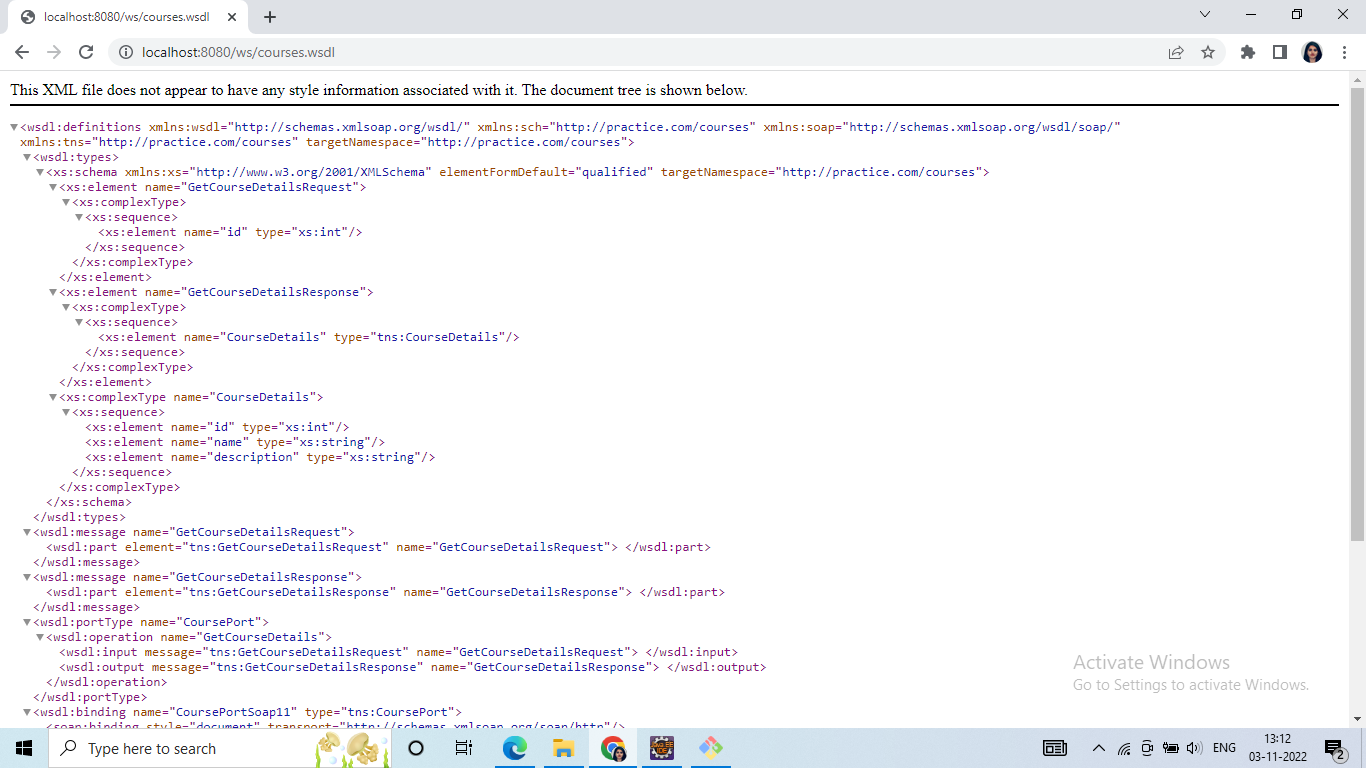 localhost:8080/ws/courses.wsdl
localhost:8080/ws/courses.wsdl
This XML file does not appear to have any style information associated with it. The document tree is shown below.
▼<wsdl:definitions xmlns:wsdl="http://schemas.xmlsoap.org/wsdl/" xmlns:sch="http://practice.com/courses" xmlns:soap="http://schemas.xmlsoap.org/wsdl/soap/"
xmlns:tns="http://practice.com/courses" targetNamespace="http://practice.com/courses">
▼<wsdl:types>
▼<xs:schema xmlns:xs="http://www.w3.org/2001/XMLSchema" elementFormDefault="qualified" targetNamespace="http://practice.com/courses">
▼<xs:element name="GetCourseDetailsRequest">
▼<xs:complexType>
▼<xs:sequence>
<xs:element name="id" type="xs:int"/>
</xs:sequence>
</xs:complexType>
</xs:element>
▼<xs:element name="GetCourseDetailsResponse">
▼<xs:complexType>
▼<xs:sequence>
<xs:element name="CourseDetails" type="tns:CourseDetails"/>
</xs:sequence>
</xs:complexType>
</xs:element>
▼<xs:complexType name="CourseDetails">
▼<xs:sequence>
<xs:element name="id" type="xs:int"/>
<xs:element name="name" type="xs:string"/>
<xs:element name="description" type="xs:string"/>
</xs:sequence>
</xs:complexType>
</xs:schema>
</wsdl:types>
▼<wsdl:message name="GetCourseDetailsRequest">
<wsdl:part element="tns:GetCourseDetailsRequest" name="GetCourseDetailsRequest"> </wsdl:part>
</wsdl:message>
▼<wsdl:message name="GetCourseDetailsResponse">
<wsdl:part element="tns:GetCourseDetailsResponse" name="GetCourseDetailsResponse"> </wsdl:part>
</wsdl:message>
▼<wsdl:portType name="CoursePort">
▼<wsdl:operation name="GetCourseDetails">
<wsdl:input message="tns:GetCourseDetailsRequest" name="GetCourseDetailsRequest"> </wsdl:input>
<wsdl:output message="tns:GetCourseDetailsResponse" name="GetCourseDetailsResponse"> </wsdl:output>
</wsdl:operation>
</wsdl:portType>
▼<wsdl:binding name="CoursePortSoap11" type="tns:CoursePort">
<soap:binding style="document" transport="http://schemas.xmlsoap.org/soap/http"/>
Activate Windows
Go to Settings to activate Windows.
Type here to search
ENG
13:12
03-11-2022
2